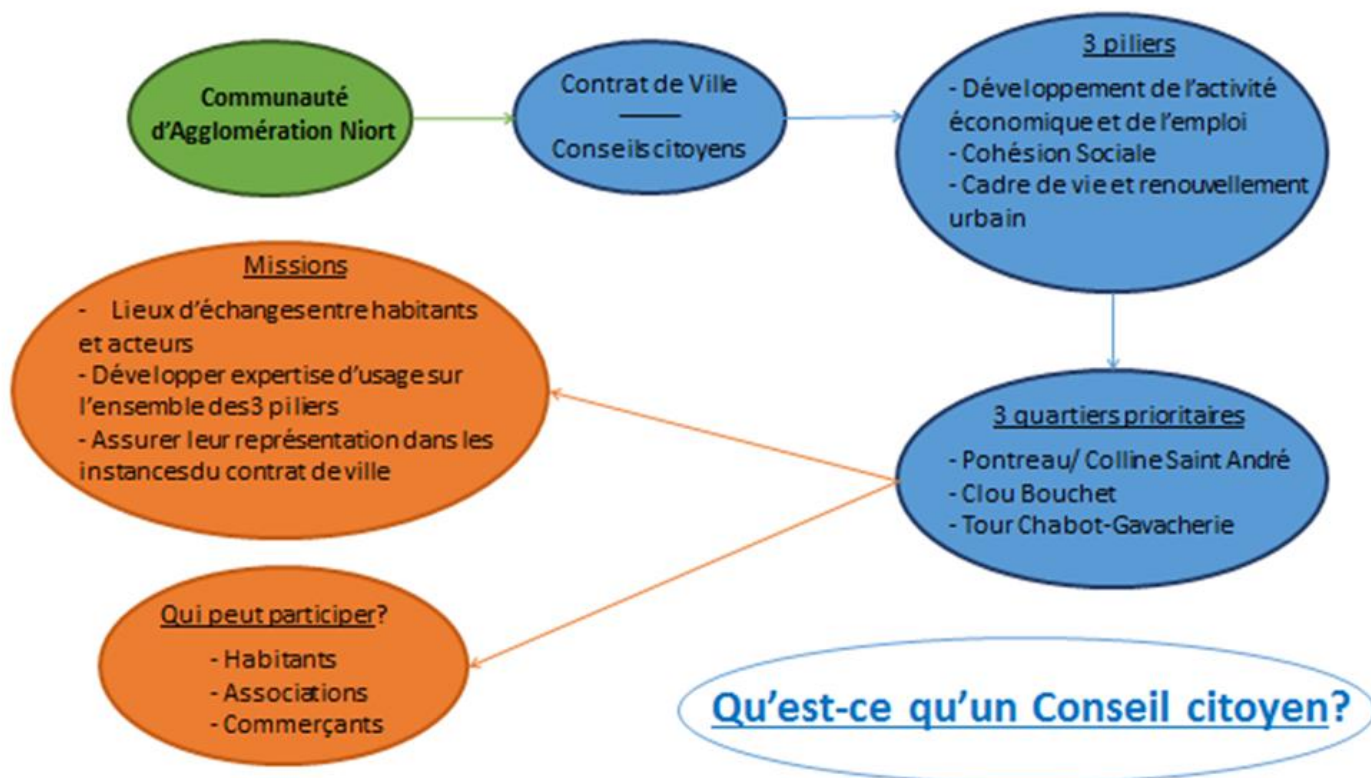 Communauté
d'Agglomération Niort
Contrat de Ville
Conseils citoyens
3 piliers
- Développement de l'activité
économique et de l'emploi
- Cohésion Sociale
- Cadre de vie et renouvellement
urbain
3 quartiers prioritaires
- Pontreau/ Colline Saint André
- Clou Bouchet
- Tour Chabot-Gavacherie
Missions
- Lieux d'échanges entre habitants
et acteurs
- Développer expertise d'usage sur
l'ensemble des 3 piliers
- Assurer leur représentation dans les
instances du contrat de ville
Qui peut participer?
- Habitants
- Associations
- Commerçants
Qu'est-ce qu'un Conseil citoyen?